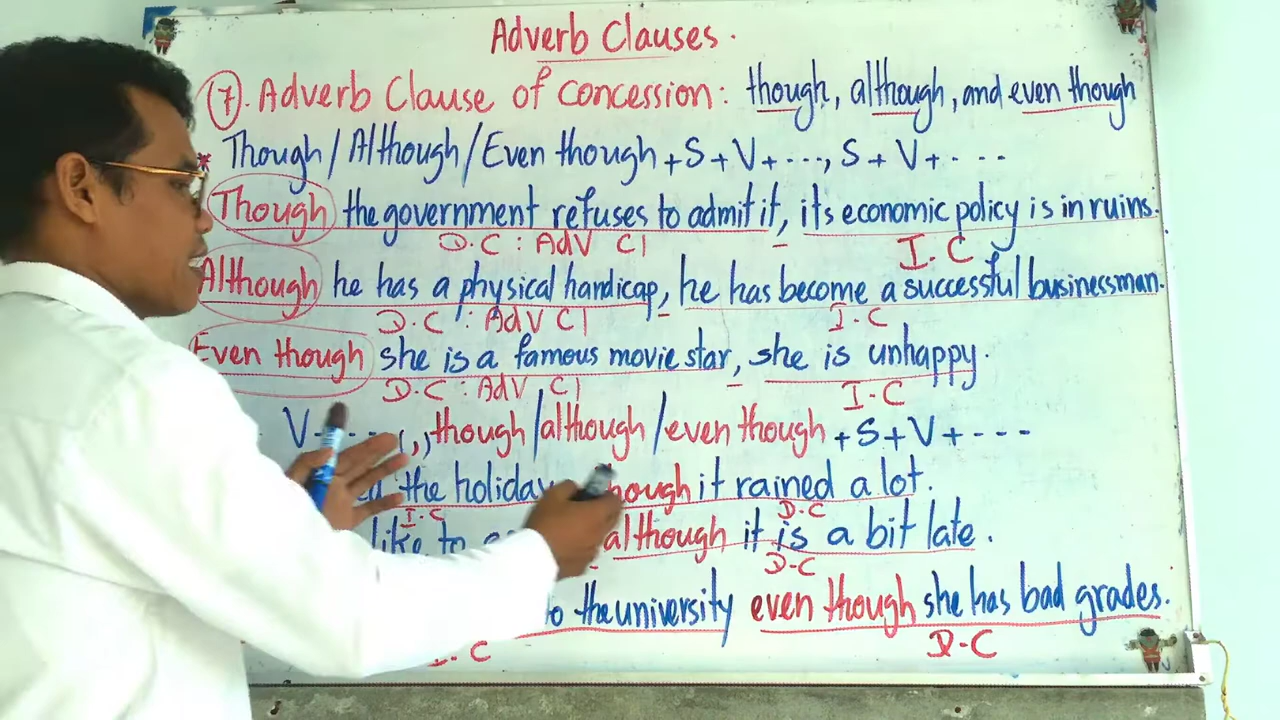 Adverb Clauses.
7. Adverb Clause of concession: though, although, and even though
* Though/Although/Even though + S + V + ..., S + V + ....
Though the government refuses to admit it, its economic policy is in ruins.
D.C : Adv Cl I.C
Although he has a physical handicap, he has become a successful businessman.
D.C : Adv Cl I.C
Even though she is a famous movie star, she is unhappy.
D.C : Adv Cl I.C
V + ... (,) though/although/even though + S + V + ...
the holiday though it rained a lot.
I.C D.C
like to although it is a bit late.
D.C
the university even though she has bad grades.
D.C